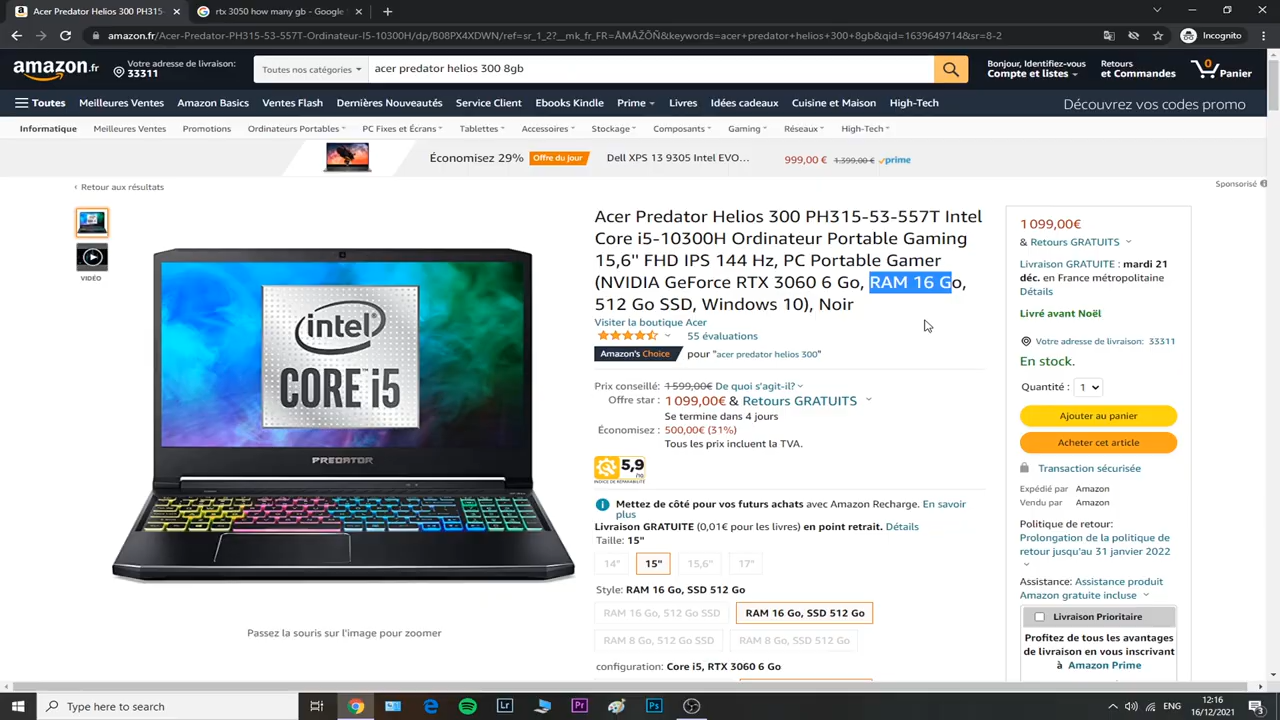 Acer Predator Helios 300 PH315-
rtx 3050 how many gb - Google
amazon.fr/Acer-Predator-PH315-53-557T-Ordinateur-I5-10300H/dp/B08PX4XDWN/ref=sr_1_2?__mk_fr_FR=ÅMÅŽÕÑ&keywords=acer+predator+helios+300+8gb&qid=1639649714&sr=8-2
Incognito
amazon.fr
Votre adresse de livraison:
33311
Toutes nos catégories
acer predator helios 300 8gb
Bonjour, Identifiez-vous
Compte et listes
Retours
et Commandes
0
Panier
Toutes
Meilleures Ventes
Amazon Basics
Ventes Flash
Dernières Nouveautés
Service Client
Ebooks Kindle
Prime
Livres
Idées cadeaux
Cuisine et Maison
High-Tech
Découvrez vos codes promo
Informatique
Meilleures Ventes
Promotions
Ordinateurs Portables
PC Fixes et Écrans
Tablettes
Accessoires
Stockage
Composants
Gaming
Réseaux
High-Tech
Économisez 29%
Offre du jour
Dell XPS 13 9305 Intel EVO...
999,00 €
1.399,00 €
prime
‹ Retour aux résultats
Sponsorisé
VIDÉO
intel
CORE i5
PREDATOR
Passez la souris sur l'image pour zoomer
Acer Predator Helios 300 PH315-53-557T Intel
Core i5-10300H Ordinateur Portable Gaming
15,6'' FHD IPS 144 Hz, PC Portable Gamer
(NVIDIA GeForce RTX 3060 6 Go, RAM 16 Go,
512 Go SSD, Windows 10), Noir
Visiter la boutique Acer
55 évaluations
Amazon's Choice pour "acer predator helios 300"
Prix conseillé: 1 599,00€ De quoi s'agit-il?
Offre star : 1 099,00€ & Retours GRATUITS
Se termine dans 4 jours
Économisez : 500,00€ (31%)
Tous les prix incluent la TVA.
5,9
/10
INDICE DE RÉPARABILITÉ
Mettez de côté pour vos futurs achats avec Amazon Recharge. En savoir
plus
Livraison GRATUITE (0,01€ pour les livres) en point retrait. Détails
Taille: 15"
14"
15"
15,6"
17"
Style: RAM 16 Go, SSD 512 Go
RAM 16 Go, 512 Go SSD
RAM 16 Go, SSD 512 Go
RAM 8 Go, 512 Go SSD
RAM 8 Go, SSD 512 Go
configuration: Core i5, RTX 3060 6 Go
1 099,00€
& Retours GRATUITS
Livraison GRATUITE : mardi 21
déc. en France métropolitaine
Détails
Livré avant Noël
Votre adresse de livraison: 33311
En stock.
Quantité : 1
Ajouter au panier
Acheter cet article
Transaction sécurisée
Expédié par Amazon
Vendu par Amazon
Politique de retour:
Prolongation de la politique de
retour jusqu'au 31 janvier 2022
Assistance: Assistance produit
Amazon gratuite incluse
Livraison Prioritaire
Profitez de tous les avantages
de livraison en vous inscrivant
à Amazon Prime
Type here to search
Lr
Pr
Ps
12:16
16/12/2021